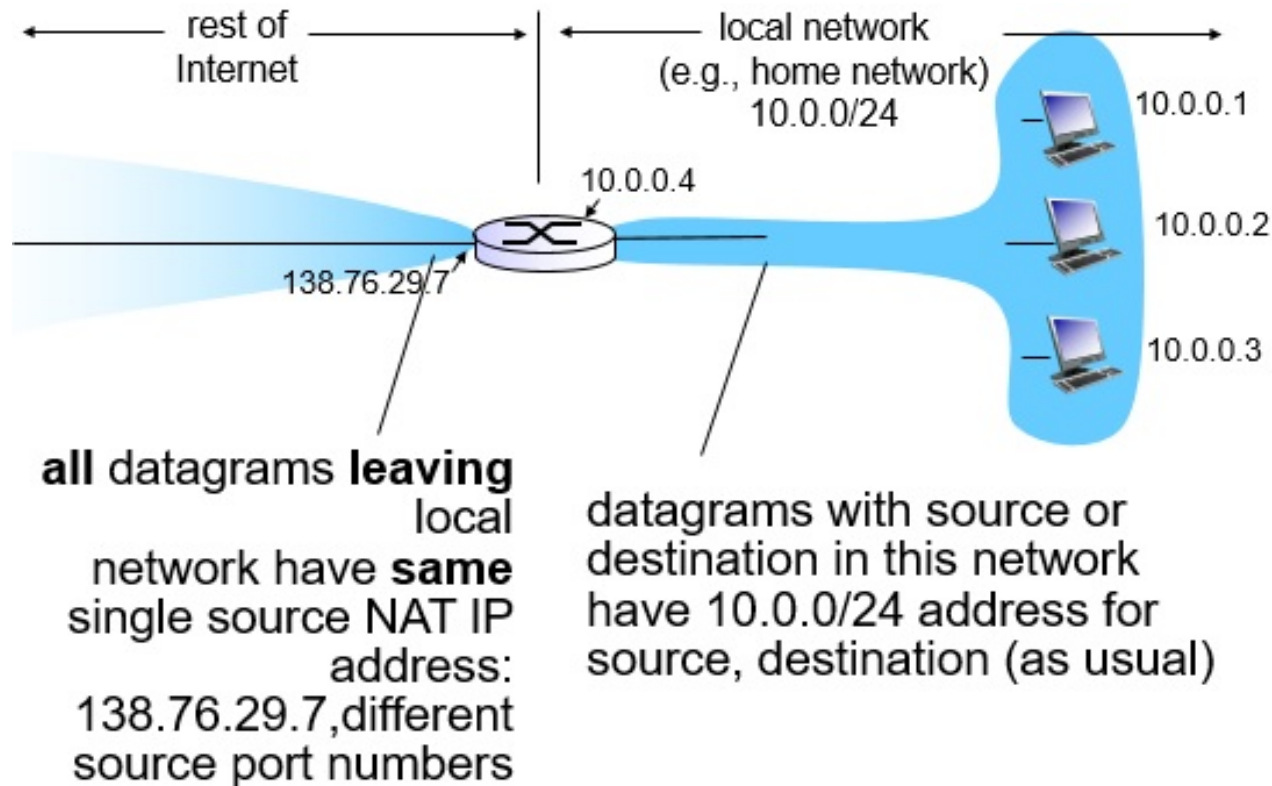 rest of
Internet
local network
(e.g., home network)
10.0.0/24
10.0.0.1
10.0.0.4
10.0.0.2
138.76.29.7
10.0.0.3
all datagrams leaving
local
network have same
single source NAT IP
address:
138.76.29.7,different
source port numbers
datagrams with source or
destination in this network
have 10.0.0/24 address for
source, destination (as usual)